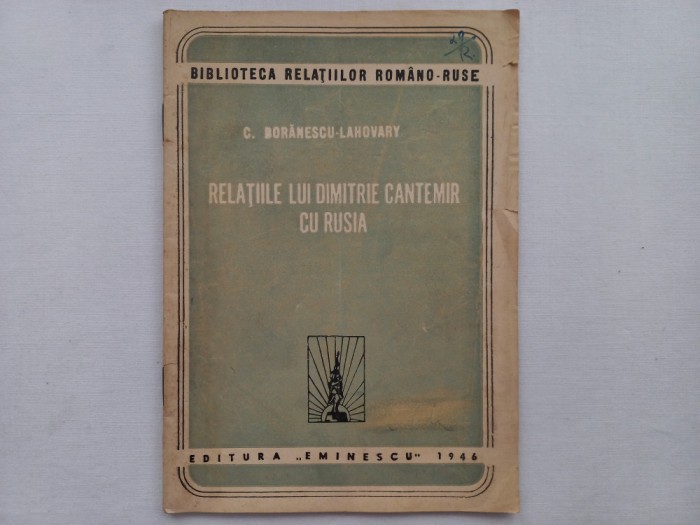 BIBLIOTECA RELAȚIILOR ROMÂNO-RUSE
C. BORĂNESCU-LAHOVARY
RELAȚIILE LUI DIMITRIE CANTEMIR
CU RUSIA
EDITURA „EMINESCU" 1946